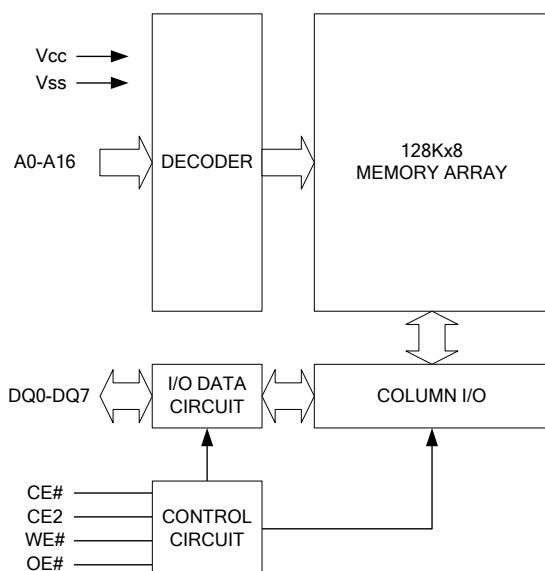 Vcc
Vss
A0-A16
DECODER
128Kx8
MEMORY ARRAY
DQ0-DQ7
I/O DATA
CIRCUIT
COLUMN I/O
CE#
CE2
WE#
OE#
CONTROL
CIRCUIT